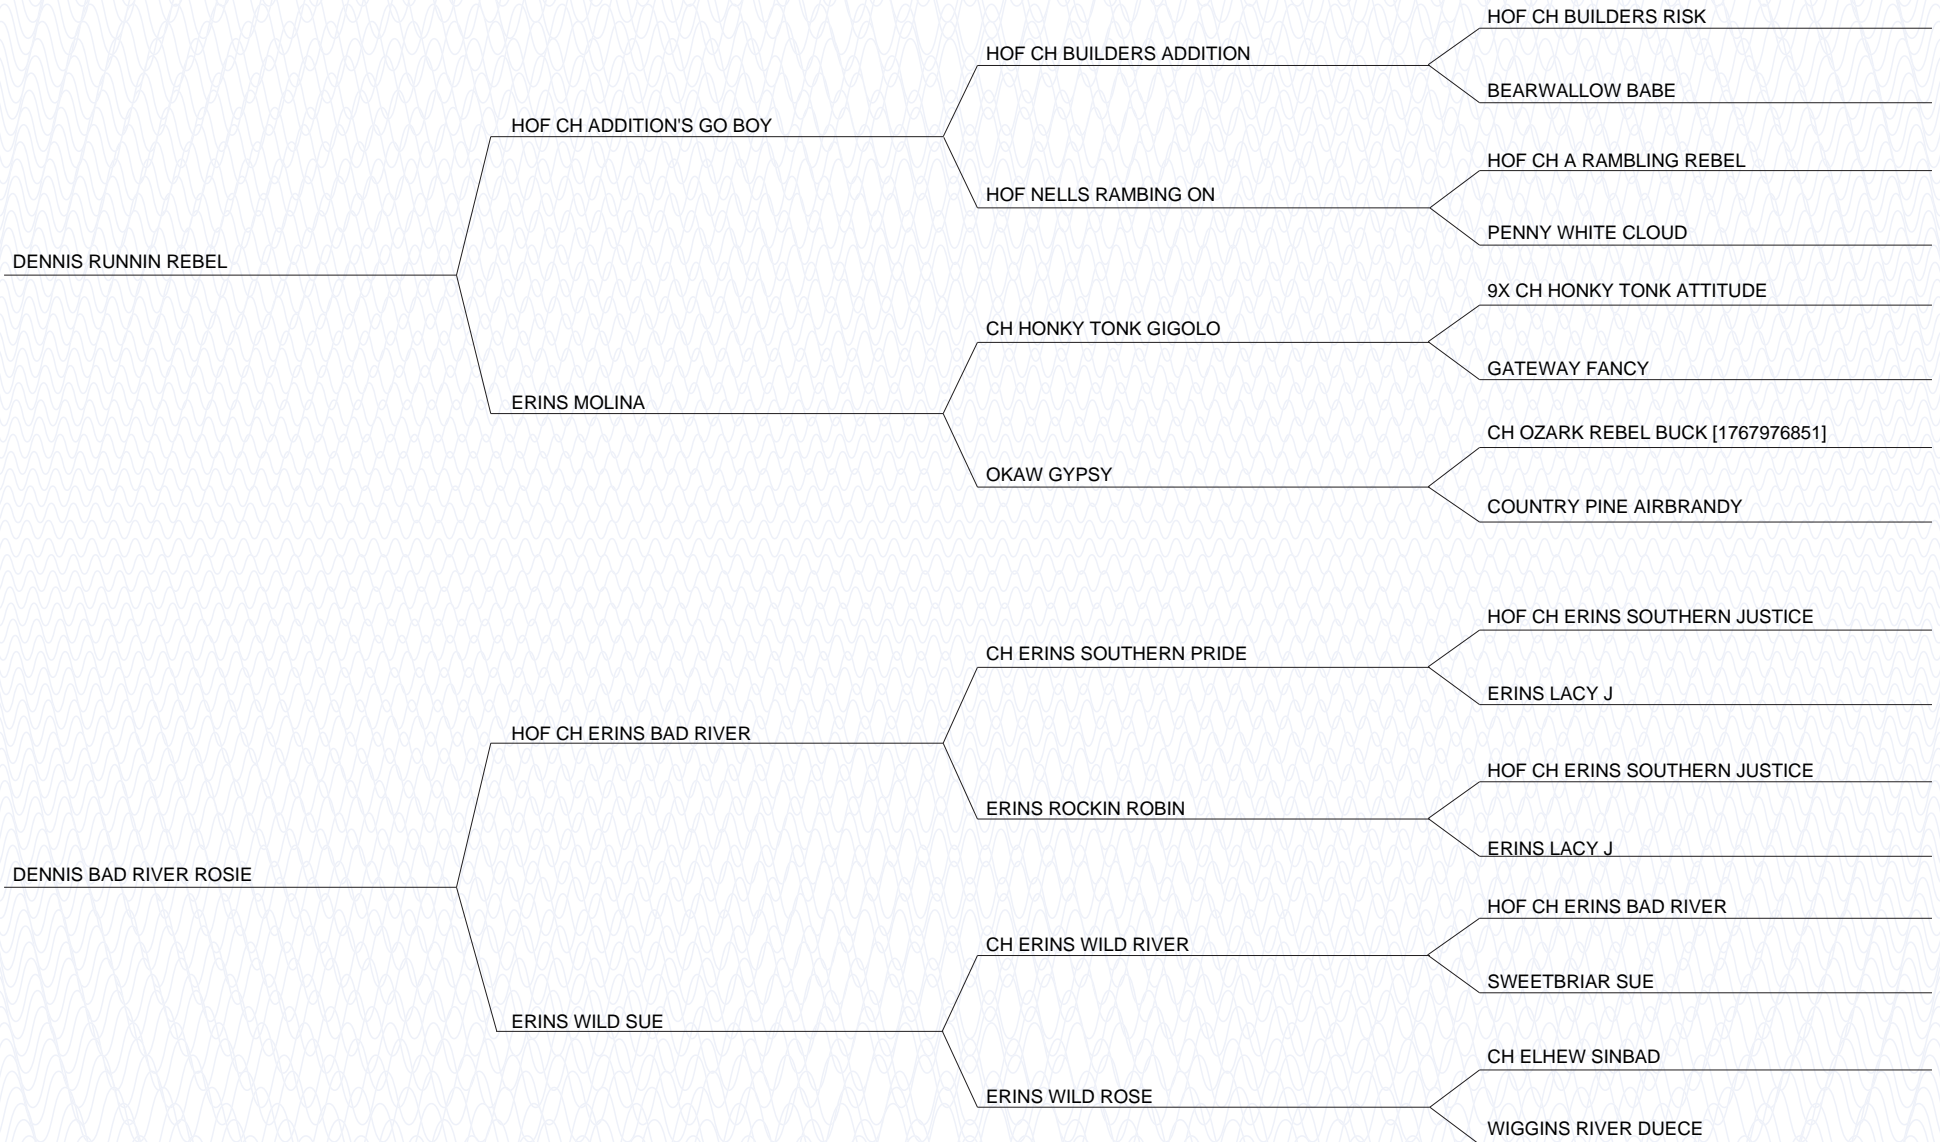 HOF CH BUILDERS RISK
HOF CH BUILDERS ADDITION
BEARWALLOW BABE
HOF CH ADDITION'S GO BOY
HOF CH A RAMBLING REBEL
HOF NELLS RAMBING ON
PENNY WHITE CLOUD
DENNIS RUNNIN REBEL
9X CH HONKY TONK ATTITUDE
CH HONKY TONK GIGOLO
GATEWAY FANCY
ERINS MOLINA
CH OZARK REBEL BUCK [1767976851]
OKAW GYPSY
COUNTRY PINE AIRBRANDY
HOF CH ERINS SOUTHERN JUSTICE
CH ERINS SOUTHERN PRIDE
ERINS LACY J
HOF CH ERINS BAD RIVER
HOF CH ERINS SOUTHERN JUSTICE
ERINS ROCKIN ROBIN
ERINS LACY J
DENNIS BAD RIVER ROSIE
HOF CH ERINS BAD RIVER
CH ERINS WILD RIVER
SWEETBRIAR SUE
ERINS WILD SUE
CH ELHEW SINBAD
ERINS WILD ROSE
WIGGINS RIVER DUECE